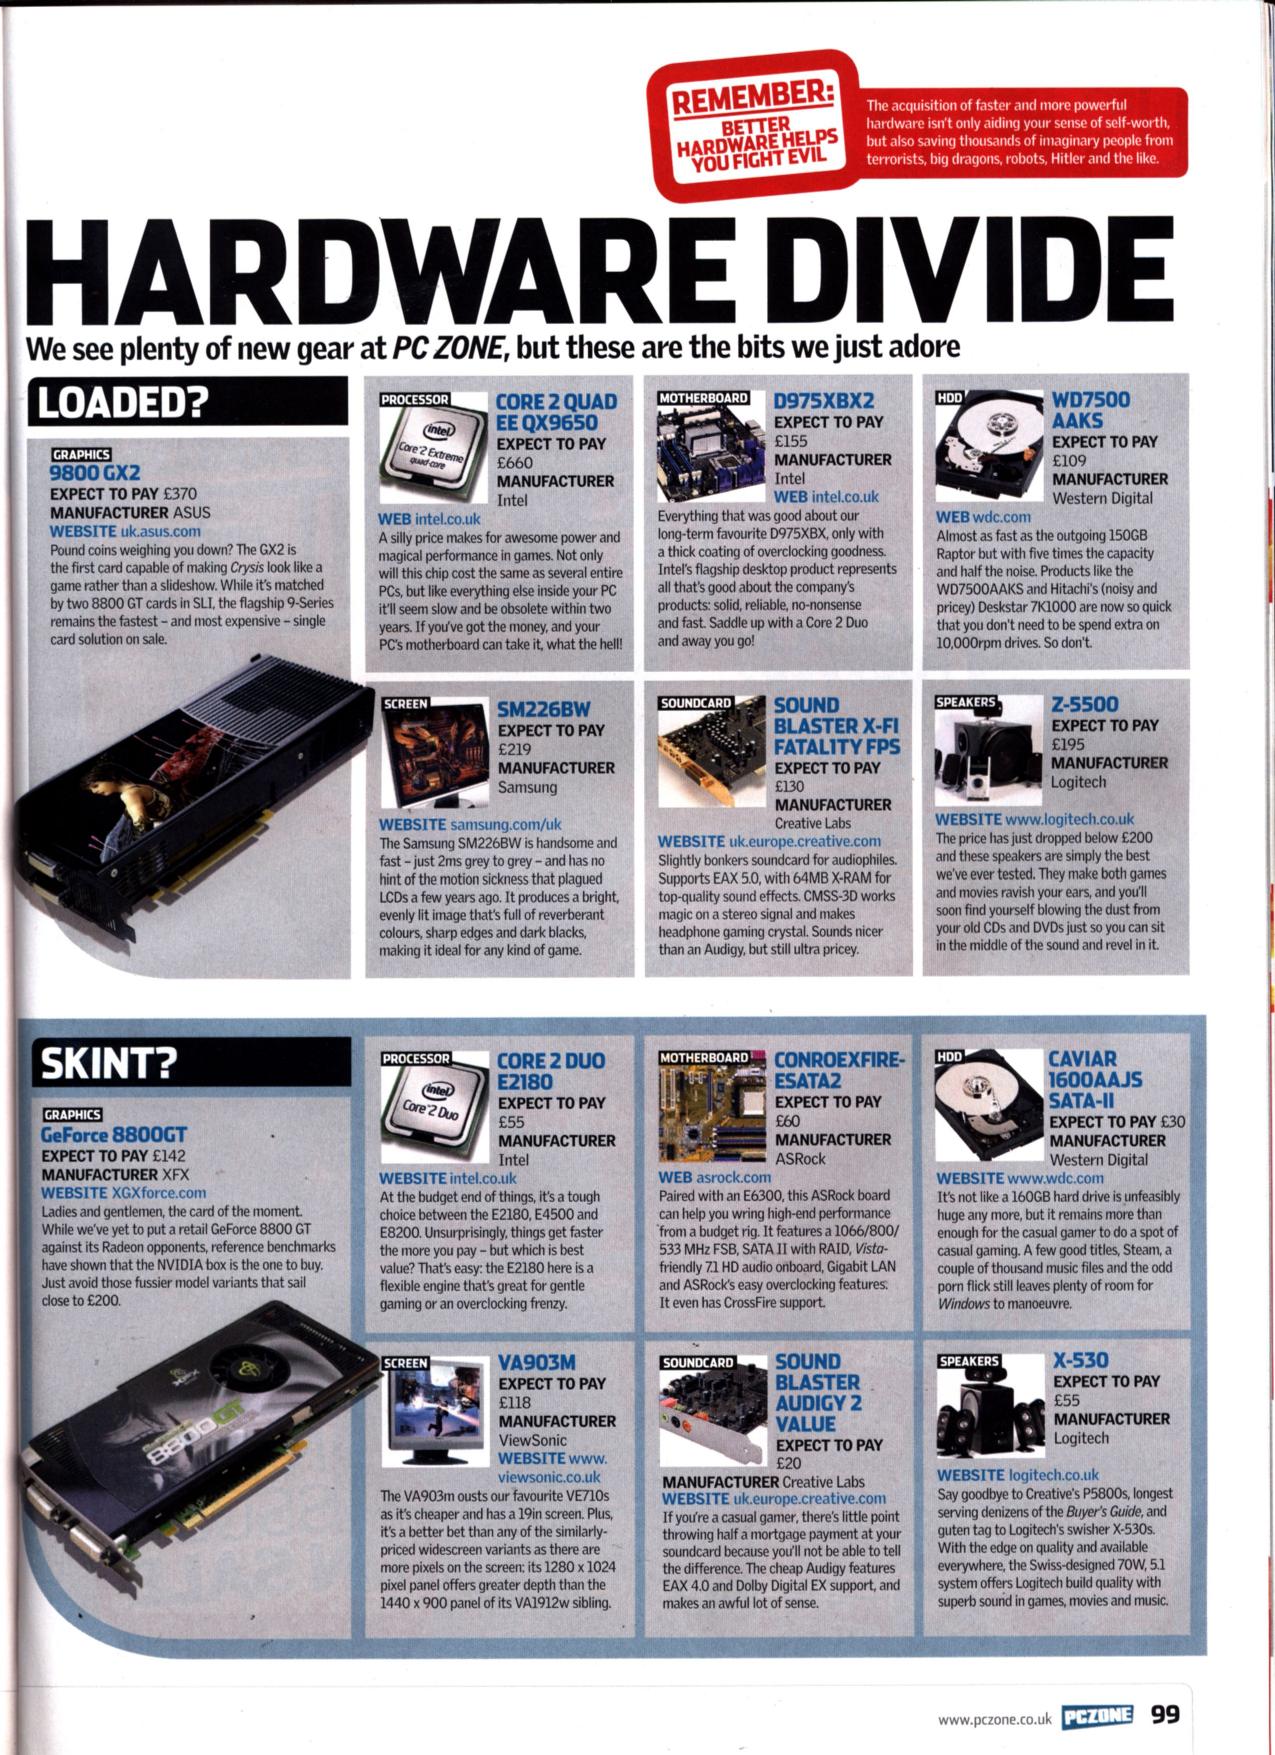 REMEMBER:
BETTER
HARDWARE HELPS
YOU FIGHT EVIL
The acquisition of faster and more powerful
hardware isn't only aiding your sense of self-worth,
but also saving thousands of imaginary people from
terrorists, big dragons, robots, Hitler and the like.
HARDWARE DIVIDE
We see plenty of new gear at PC ZONE, but these are the bits we just adore
LOADED?
GRAPHICS
9800 GX2
EXPECT TO PAY £370
MANUFACTURER ASUS
WEBSITE uk.asus.com
Pound coins weighing you down? The GX2 is
the first card capable of making Crysis look like a
game rather than a slideshow. While it's matched
by two 8800 GT cards in SLI, the flagship 9-Series
remains the fastest – and most expensive – single
card solution on sale.
PROCESSOR
intel
Core 2 Extreme
quad-core
CORE 2 QUAD
EE QX9650
EXPECT TO PAY
£660
MANUFACTURER
Intel
WEB intel.co.uk
A silly price makes for awesome power and
magical performance in games. Not only
will this chip cost the same as several entire
PCs, but like everything else inside your PC
it'll seem slow and be obsolete within two
years. If you've got the money, and your
PC's motherboard can take it, what the hell!
MOTHERBOARD
D975XBX2
EXPECT TO PAY
£155
MANUFACTURER
Intel
WEB intel.co.uk
Everything that was good about our
long-term favourite D975XBX, only with
a thick coating of overclocking goodness.
Intel's flagship desktop product represents
all that's good about the company's
products: solid, reliable, no-nonsense
and fast. Saddle up with a Core 2 Duo
and away you go!
HDD
WD7500
AAKS
EXPECT TO PAY
£109
MANUFACTURER
Western Digital
WEB wdc.com
Almost as fast as the outgoing 150GB
Raptor but with five times the capacity
and half the noise. Products like the
WD7500AAKS and Hitachi's (noisy and
pricey) Deskstar 7K1000 are now so quick
that you don't need to be spend extra on
10,000rpm drives. So don't.
SCREEN
SM226BW
EXPECT TO PAY
£219
MANUFACTURER
Samsung
WEBSITE samsung.com/uk
The Samsung SM226BW is handsome and
fast – just 2ms grey to grey – and has no
hint of the motion sickness that plagued
LCDs a few years ago. It produces a bright,
evenly lit image that's full of reverberant
colours, sharp edges and dark blacks,
making it ideal for any kind of game.
SOUNDCARD
SOUND
BLASTER X-FI
FATAL1TY FPS
EXPECT TO PAY
£130
MANUFACTURER
Creative Labs
WEBSITE uk.europe.creative.com
Slightly bonkers soundcard for audiophiles.
Supports EAX 5.0, with 64MB X-RAM for
top-quality sound effects. CMSS-3D works
magic on a stereo signal and makes
headphone gaming crystal. Sounds nicer
than an Audigy, but still ultra pricey.
SPEAKERS
Z-5500
EXPECT TO PAY
£195
MANUFACTURER
Logitech
WEBSITE www.logitech.co.uk
The price has just dropped below £200
and these speakers are simply the best
we've ever tested. They make both games
and movies ravish your ears, and you'll
soon find yourself blowing the dust from
your old CDs and DVDs just so you can sit
in the middle of the sound and revel in it.
SKINT?
GRAPHICS
GeForce 8800GT
EXPECT TO PAY £142
MANUFACTURER XFX
WEBSITE XGXforce.com
Ladies and gentlemen, the card of the moment.
While we've yet to put a retail GeForce 8800 GT
against its Radeon opponents, reference benchmarks
have shown that the NVIDIA box is the one to buy.
Just avoid those fussier model variants that sail
close to £200.
XFX
8800GT
PROCESSOR
intel
Core 2 Duo
CORE 2 DUO
E2180
EXPECT TO PAY
£55
MANUFACTURER
Intel
WEBSITE intel.co.uk
At the budget end of things, it's a tough
choice between the E2180, E4500 and
E8200. Unsurprisingly, things get faster
the more you pay – but which is best
value? That's easy: the E2180 here is a
flexible engine that's great for gentle
gaming or an overclocking frenzy.
MOTHERBOARD
CONROEXFIRE-
ESATA2
EXPECT TO PAY
£60
MANUFACTURER
ASRock
WEB asrock.com
Paired with an E6300, this ASRock board
can help you wring high-end performance
from a budget rig. It features a 1066/800/
533 MHz FSB, SATA II with RAID, Vista-
friendly 7.1 HD audio onboard, Gigabit LAN
and ASRock's easy overclocking features.
It even has CrossFire support.
HDD
CAVIAR
1600AAJS
SATA-II
EXPECT TO PAY £30
MANUFACTURER
Western Digital
WEBSITE www.wdc.com
It's not like a 160GB hard drive is unfeasibly
huge any more, but it remains more than
enough for the casual gamer to do a spot of
casual gaming. A few good titles, Steam, a
couple of thousand music files and the odd
porn flick still leaves plenty of room for
Windows to manoeuvre.
SCREEN
VA903M
EXPECT TO PAY
£118
MANUFACTURER
ViewSonic
WEBSITE www.
viewsonic.co.uk
The VA903m ousts our favourite VE710s
as it's cheaper and has a 19in screen. Plus,
it's a better bet than any of the similarly-
priced widescreen variants as there are
more pixels on the screen: its 1280 x 1024
pixel panel offers greater depth than the
1440 x 900 panel of its VA1912w sibling.
SOUNDCARD
SOUND
BLASTER
AUDIGY 2
VALUE
EXPECT TO PAY
£20
MANUFACTURER Creative Labs
WEBSITE uk.europe.creative.com
If you're a casual gamer, there's little point
throwing half a mortgage payment at your
soundcard because you'll not be able to tell
the difference. The cheap Audigy features
EAX 4.0 and Dolby Digital EX support, and
makes an awful lot of sense.
SPEAKERS
X-530
EXPECT TO PAY
£55
MANUFACTURER
Logitech
WEBSITE logitech.co.uk
Say goodbye to Creative's P5800s, longest
serving denizens of the Buyer's Guide, and
guten tag to Logitech's swisher X-530s.
With the edge on quality and available
everywhere, the Swiss-designed 70W, 5.1
system offers Logitech build quality with
superb sound in games, movies and music.
www.pczone.co.uk PCZONE 99